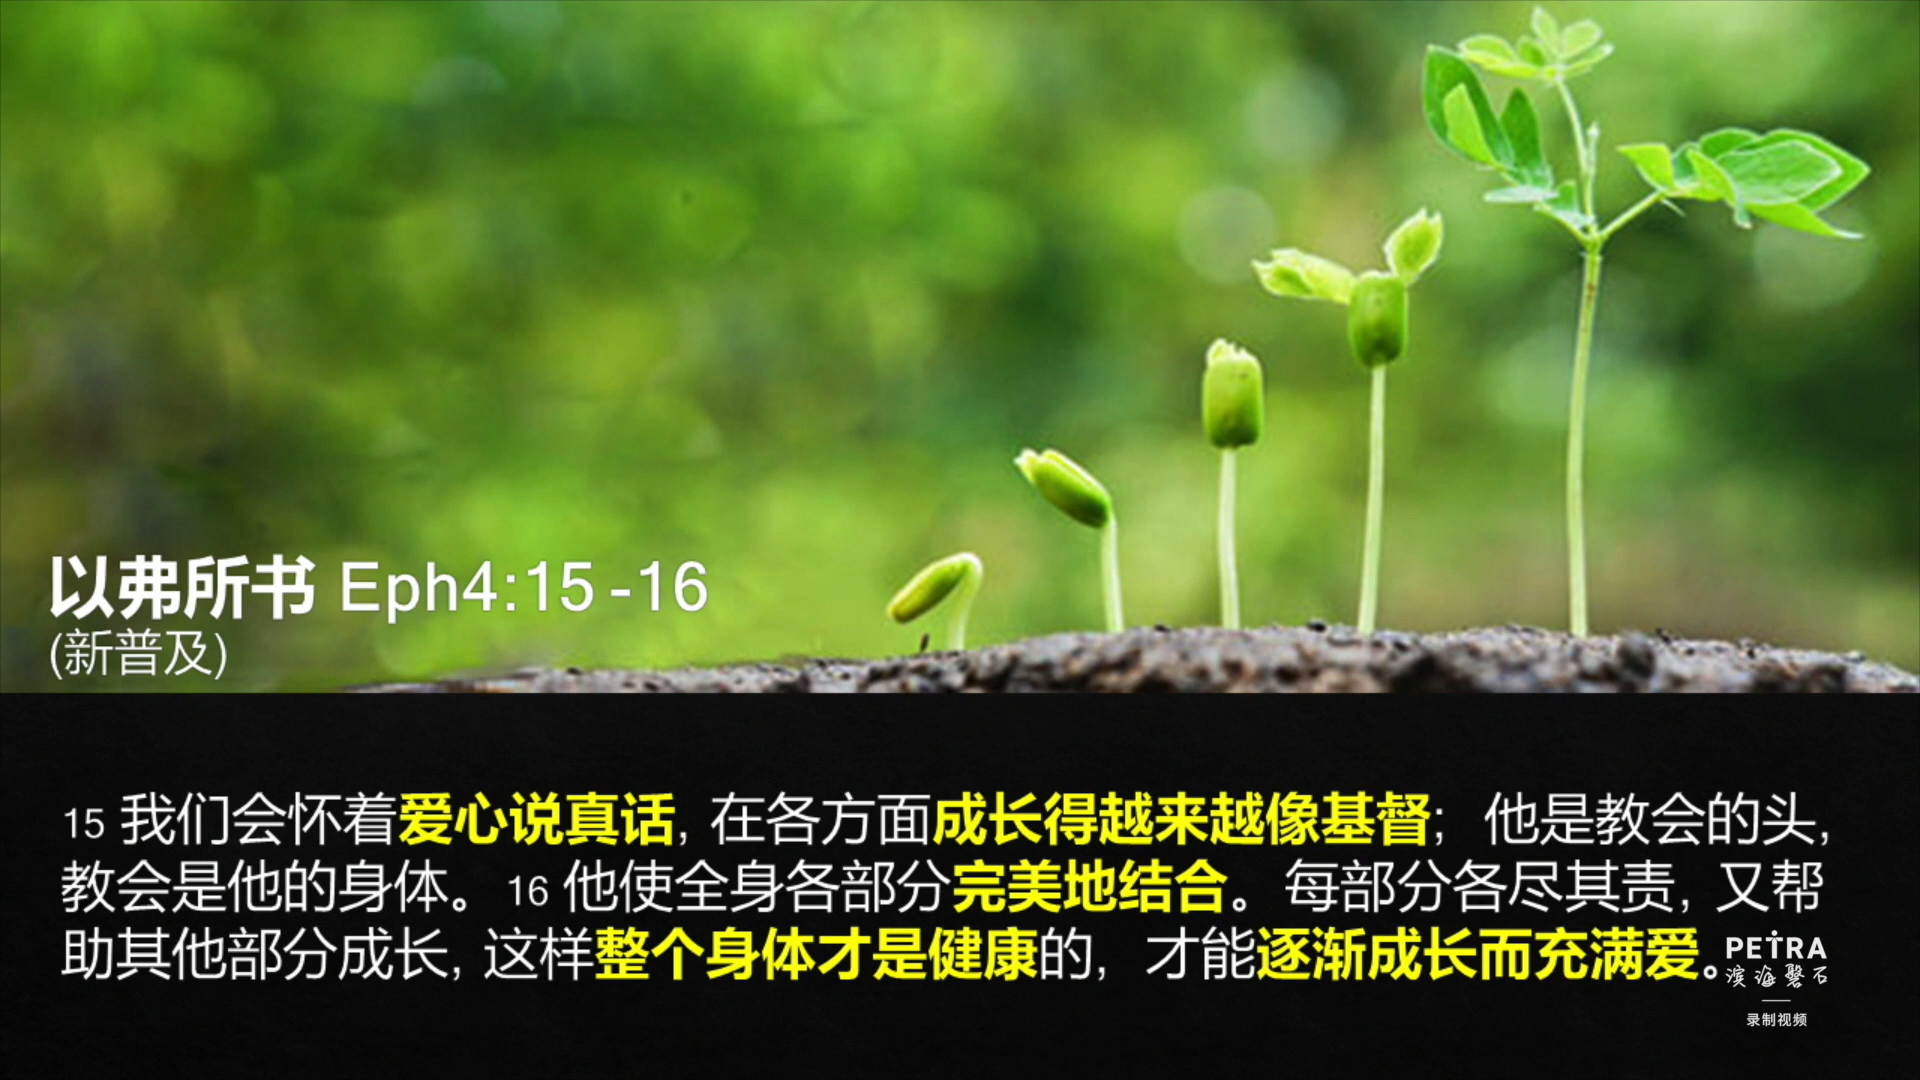 以弗所书 Eph4:15-16
(新普及)
15 我们会怀着爱心说真话, 在各方面成长得越来越像基督; 他是教会的头,
教会是他的身体。16 他使全身各部分完美地结合。每部分各尽其责, 又帮
助其他部分成长, 这样整个身体才是健康的, 才能逐渐成长而充满爱。
PETRA
滨海磐石
录制视频